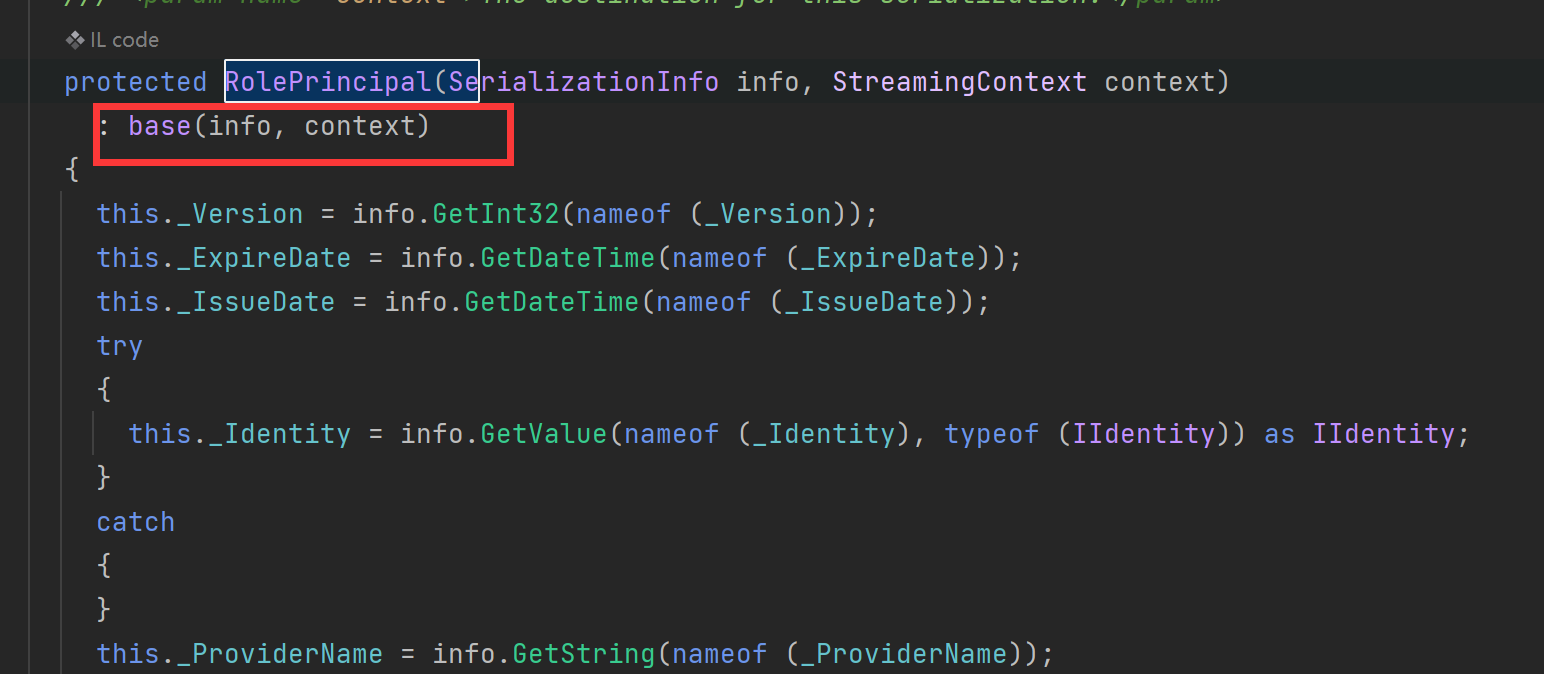 /// <param name="context">The destination for this serialization.</param>
IL code
protected RolePrincipal(SerializationInfo info, StreamingContext context)
: base(info, context)
{
this._Version = info.GetInt32(nameof (_Version));
this._ExpireDate = info.GetDateTime(nameof (_ExpireDate));
this._IssueDate = info.GetDateTime(nameof (_IssueDate));
try
{
this._Identity = info.GetValue(nameof (_Identity), typeof (IIdentity)) as IIdentity;
}
catch
{
}
this._ProviderName = info.GetString(nameof (_ProviderName));